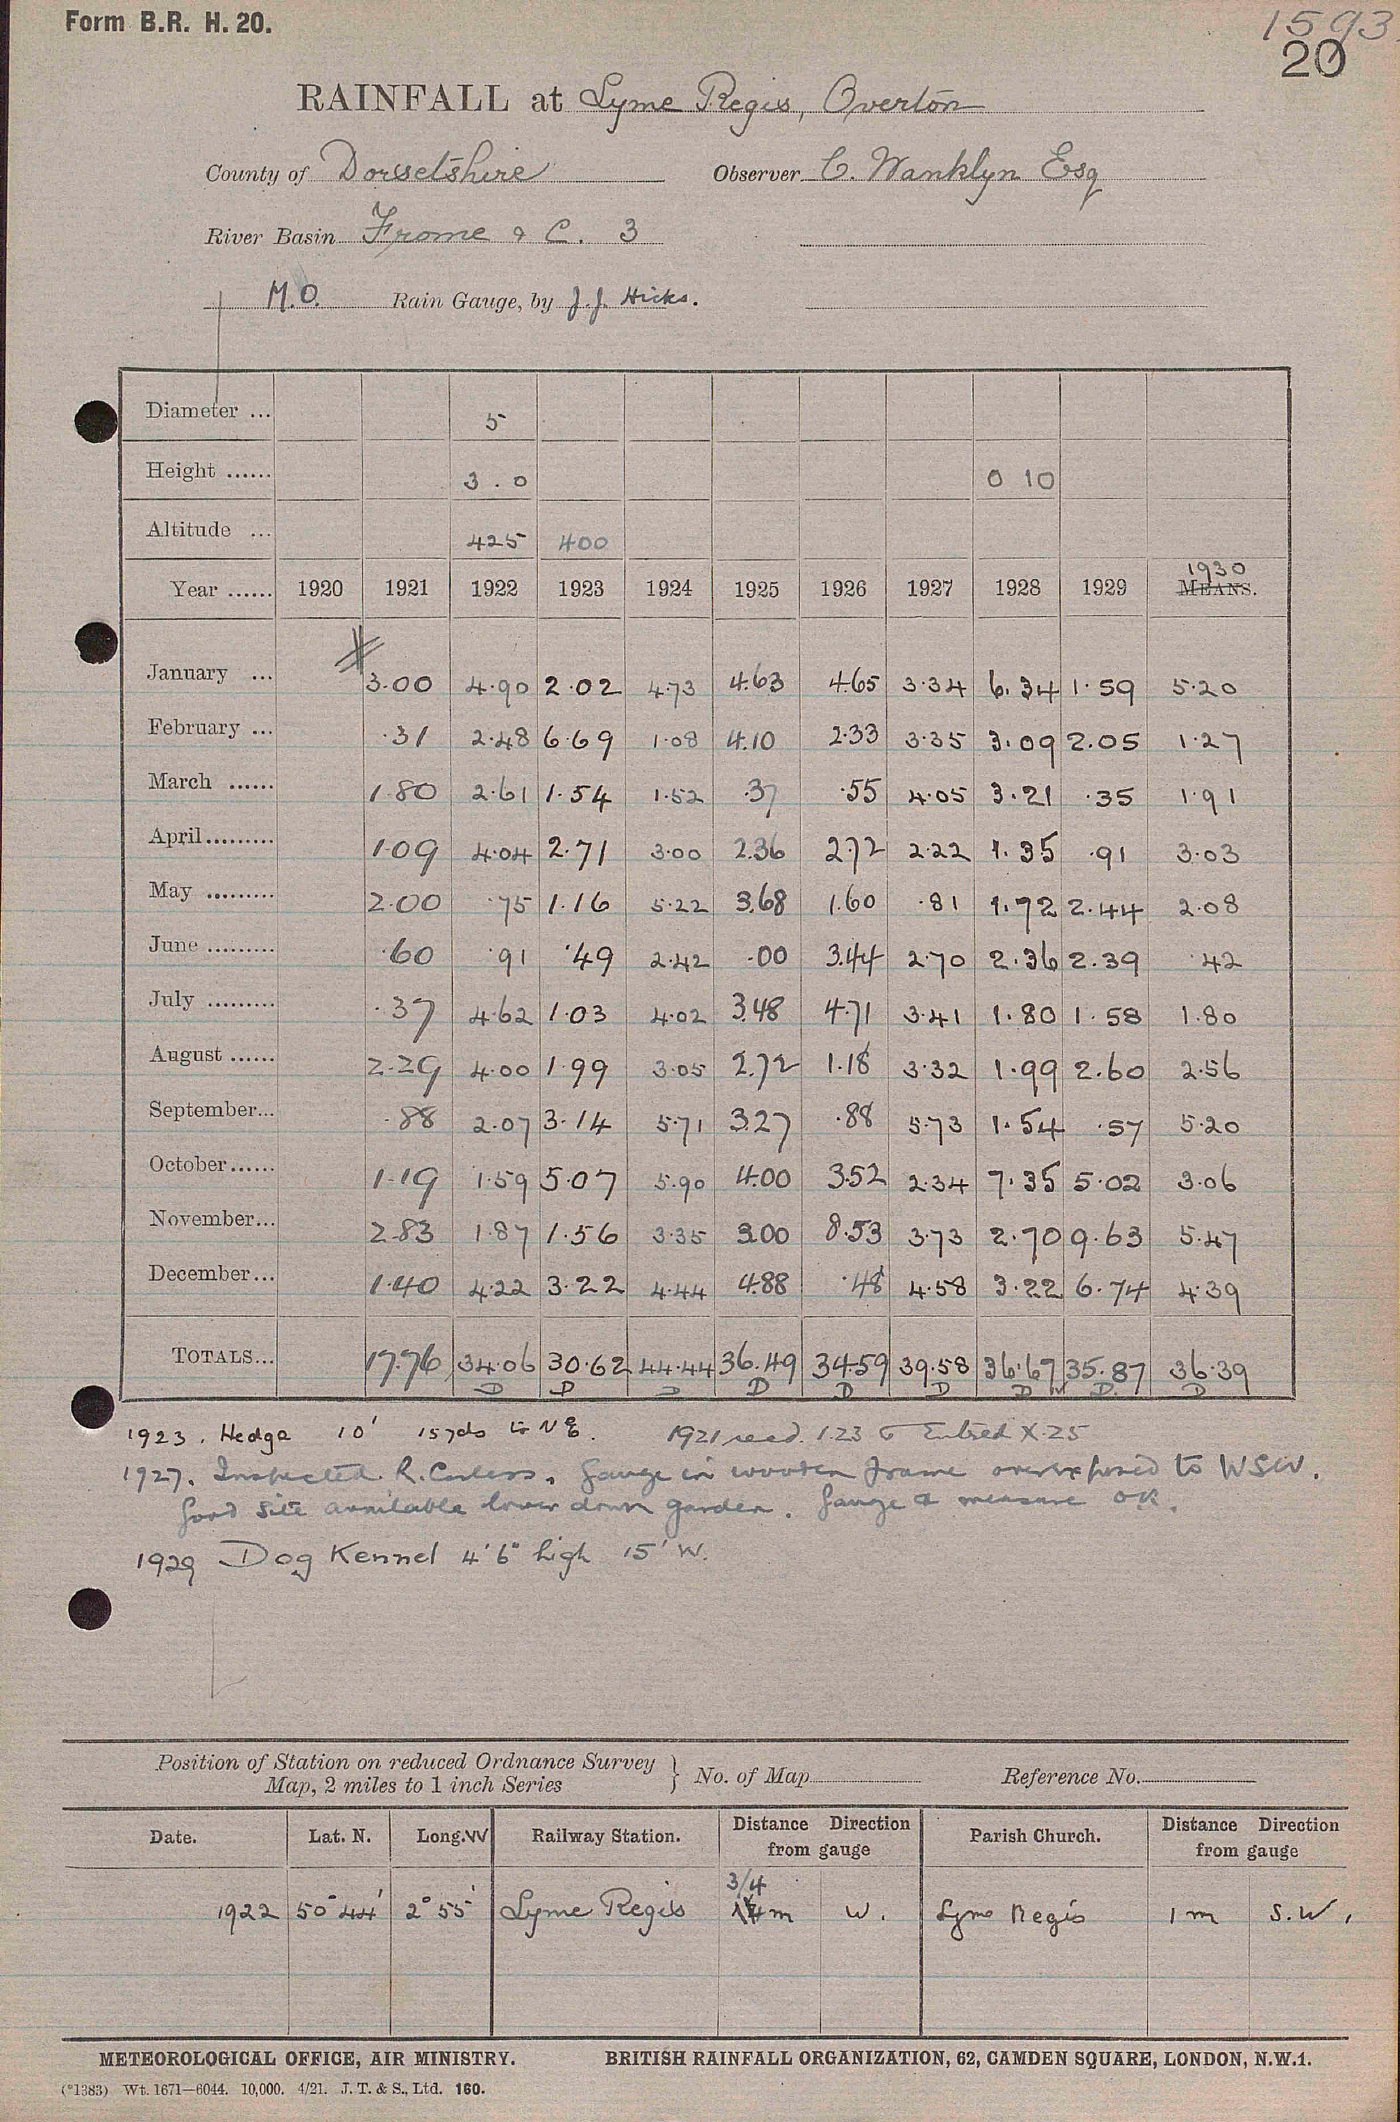 Form B.R. H. 20.
1593.
20
RAINFALL at Lyme Regis, Overton
County of Dorsetshire Observer C. Wanklyn Esq
River Basin Frome & C. 3
M.O. Rain Gauge, by J.J. Hicks.
Diameter ... 5
Height ...... 3.0 0 10
Altitude ... 425 400
1930
Year ...... 1920 1921 1922 1923 1924 1925 1926 1927 1928 1929 MEANS.
January ... 3.00 4.90 2.02 4.73 4.63 4.65 3.34 6.34 1.59 5.20
February ... .31 2.48 6.69 1.08 4.10 2.33 3.35 3.09 2.05 1.27
March ...... 1.80 2.61 1.54 1.52 .37 .55 4.05 3.21 .35 1.91
April......... 1.09 4.04 2.71 3.00 2.36 2.72 2.22 1.35 .91 3.03
May ......... 2.00 .75 1.16 5.22 3.68 1.60 .81 1.72 2.44 2.08
June ......... .60 .91 .49 2.42 .00 3.44 2.70 2.36 2.39 .42
July ......... .37 4.62 1.03 4.02 3.48 4.71 3.41 1.80 1.58 1.80
August ...... 2.29 4.00 1.99 3.05 2.72 1.18 3.32 1.99 2.60 2.56
September... .88 2.07 3.14 5.71 3.27 .88 5.73 1.54 .57 5.20
October...... 1.19 1.59 5.07 5.90 4.00 3.52 2.34 7.35 5.02 3.06
November... 2.83 1.87 1.56 3.35 3.00 8.53 3.73 2.70 9.63 5.47
December... 1.40 4.22 3.22 4.44 4.88 .48 4.58 3.22 6.74 4.39
TOTALS... 17.76 34.06 30.62 44.44 36.49 34.59 39.58 36.67 35.87 36.39
D D D D D D D D D
1923. Hedge 10' 15 yds to NE. 1921 recd. 1.23 Entred X.25
1927. Inspected R. Corless. Gauge in wooden frame overexposed to WSW.
Good site available lower down garden. Gauge & measure OK.
1929 Dog Kennel 4'6" high 15' W.
Position of Station on reduced Ordnance Survey
Map, 2 miles to 1 inch Series } No. of Map Reference No.
Date. Lat. N. Long. W Railway Station. Distance Direction from gauge Parish Church. Distance Direction from gauge
3/4
1922 50° 44' 2° 55' Lyme Regis m W. Lyme Regis 1 m S.W.
METEOROLOGICAL OFFICE, AIR MINISTRY. BRITISH RAINFALL ORGANIZATION, 62, CAMDEN SQUARE, LONDON, N.W.1.
(*1383) Wt. 1671—6044. 10,000. 4/21. J. T. & S., Ltd. 160.